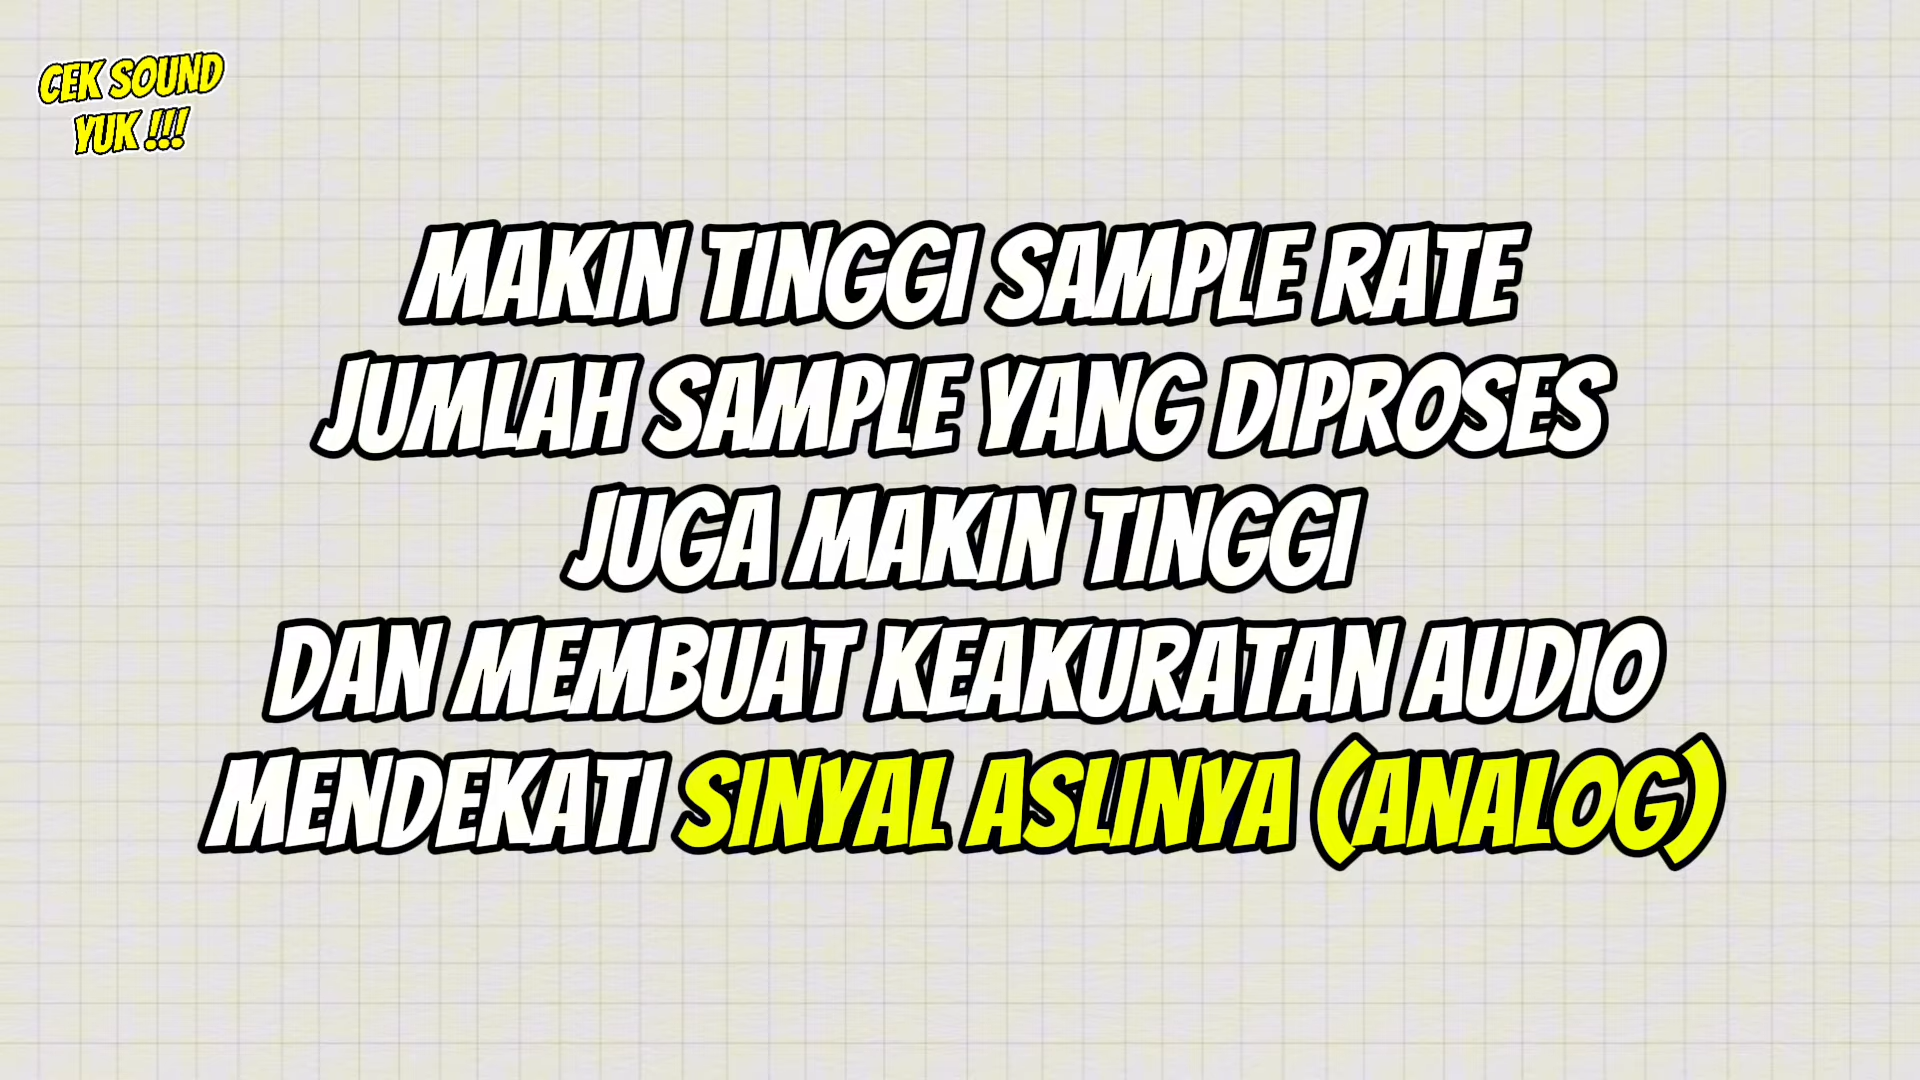 CEK SOUND
YUK !!!
MAKIN TINGGI SAMPLE RATE
JUMLAH SAMPLE YANG DIPROSES
JUGA MAKIN TINGGI
DAN MEMBUAT KEAKURATAN AUDIO
MENDEKATI SINYAL ASLINYA (ANALOG)